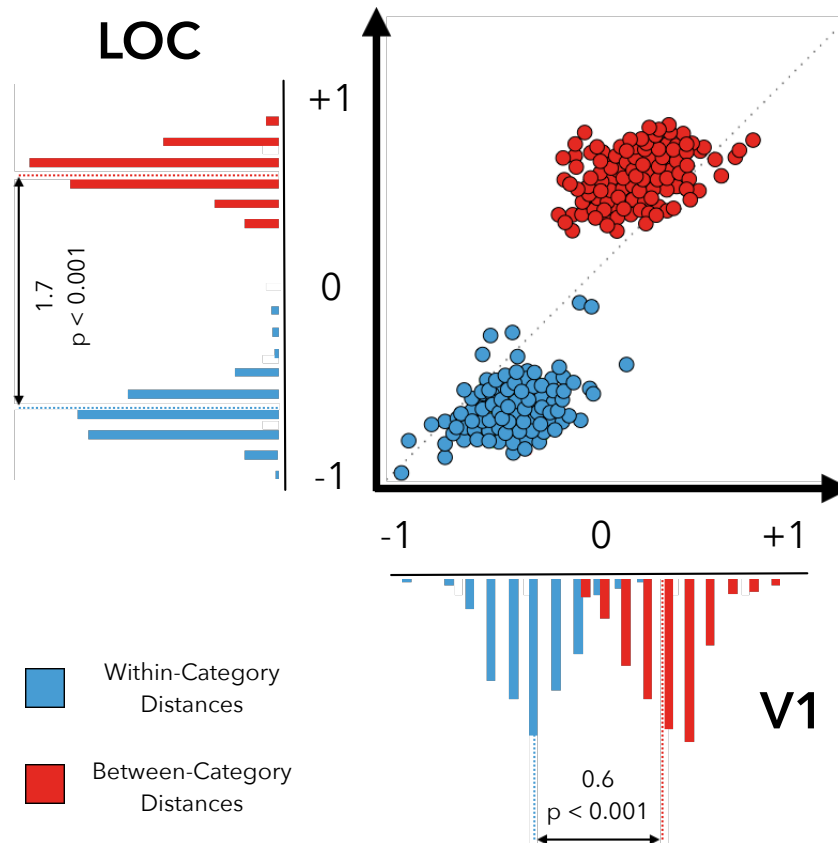 LOC
+1
0
-1
1.7
p < 0.001
-1
0
+1
V1
0.6
p < 0.001
Within-Category
Distances
Between-Category
Distances